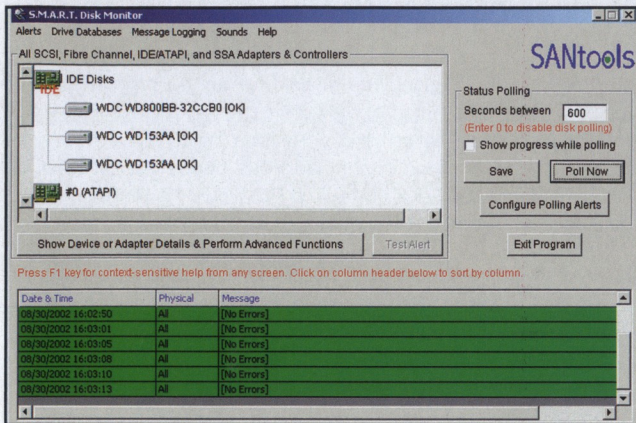 S.M.A.R.T. Disk Monitor
Alerts Drive Databases Message Logging Sounds Help
All SCSI, Fibre Channel, IDE/ATAPI, and SSA Adapters & Controllers
SANtools
IDE Disks
IDE
WDC WD800BB-32CCB0 [OK]
WDC WD153AA [OK]
WDC WD153AA [OK]
#0 (ATAPI)
Status Polling
Seconds between 600
(Enter 0 to disable disk polling)
Show progress while polling
Save Poll Now
Configure Polling Alerts
Show Device or Adapter Details & Perform Advanced Functions Test Alert Exit Program
Press F1 key for context-sensitive help from any screen. Click on column header below to sort by column.
Date & Time Physical Message
08/30/2002 16:02:50 All [No Errors]
08/30/2002 16:03:01 All [No Errors]
08/30/2002 16:03:05 All [No Errors]
08/30/2002 16:03:08 All [No Errors]
08/30/2002 16:03:10 All [No Errors]
08/30/2002 16:03:13 All [No Errors]